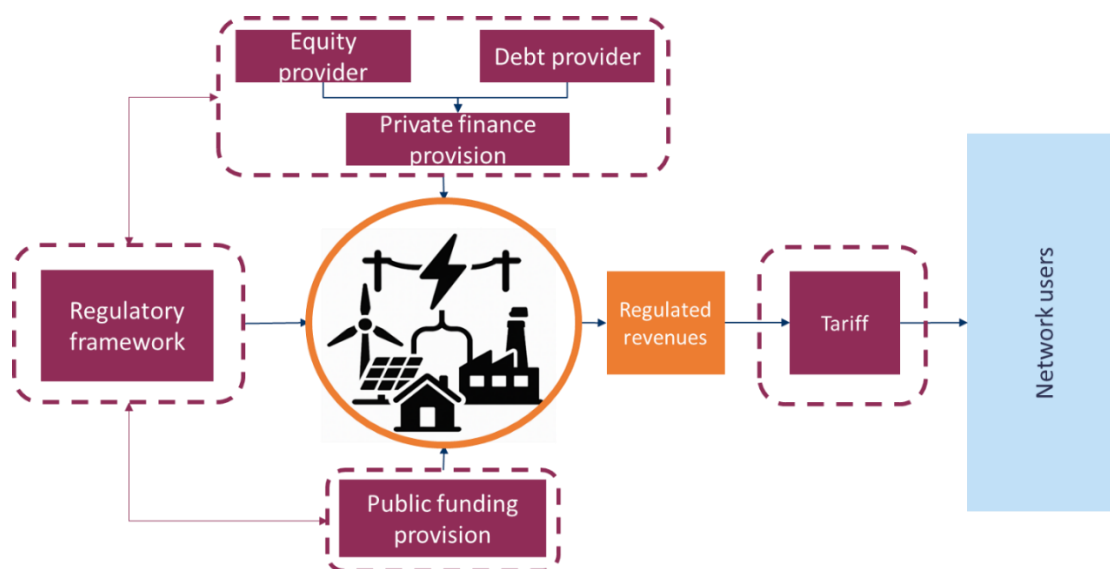 Equity
provider
Debt provider
Private finance
provision
Regulatory
framework
Regulated
revenues
Tariff
Network users
Public funding
provision